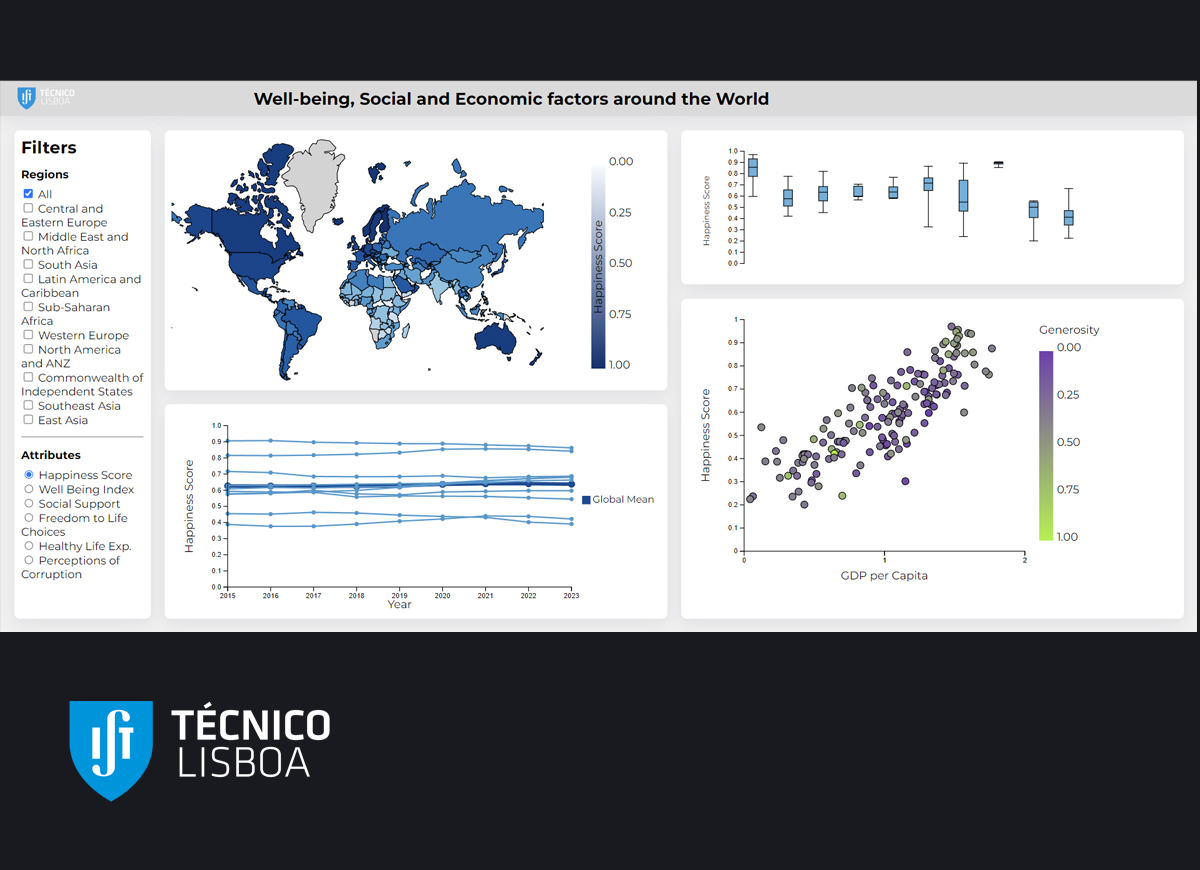 TÉCNICO
LISBOA
Well-being, Social and Economic factors around the World
Filters
Regions
All
Central and
Eastern Europe
Middle East and
North Africa
South Asia
Latin America and
Caribbean
Sub-Saharan
Africa
Western Europe
North America
and ANZ
Commonwealth of
Independent States
Southeast Asia
East Asia
Attributes
Happiness Score
Well Being Index
Social Support
Freedom to Life
Choices
Healthy Life Exp.
Perceptions of
Corruption
0.00
0.25
0.50
0.75
1.00
Happiness Score
1.0
0.9
0.8
0.7
0.6
0.5
0.4
0.3
0.2
0.1
0.0
Happiness Score
2015
2016
2017
2018
2019
2020
2021
2022
2023
Year
Global Mean
1.0
0.9
0.8
0.7
0.6
0.5
0.4
0.3
0.2
0.1
0.0
Happiness Score
1
0.9
0.8
0.7
0.6
0.5
0.4
0.3
0.2
0.1
0
Happiness Score
0
1
2
GDP per Capita
Generosity
0.00
0.25
0.50
0.75
1.00
TÉCNICO
LISBOA